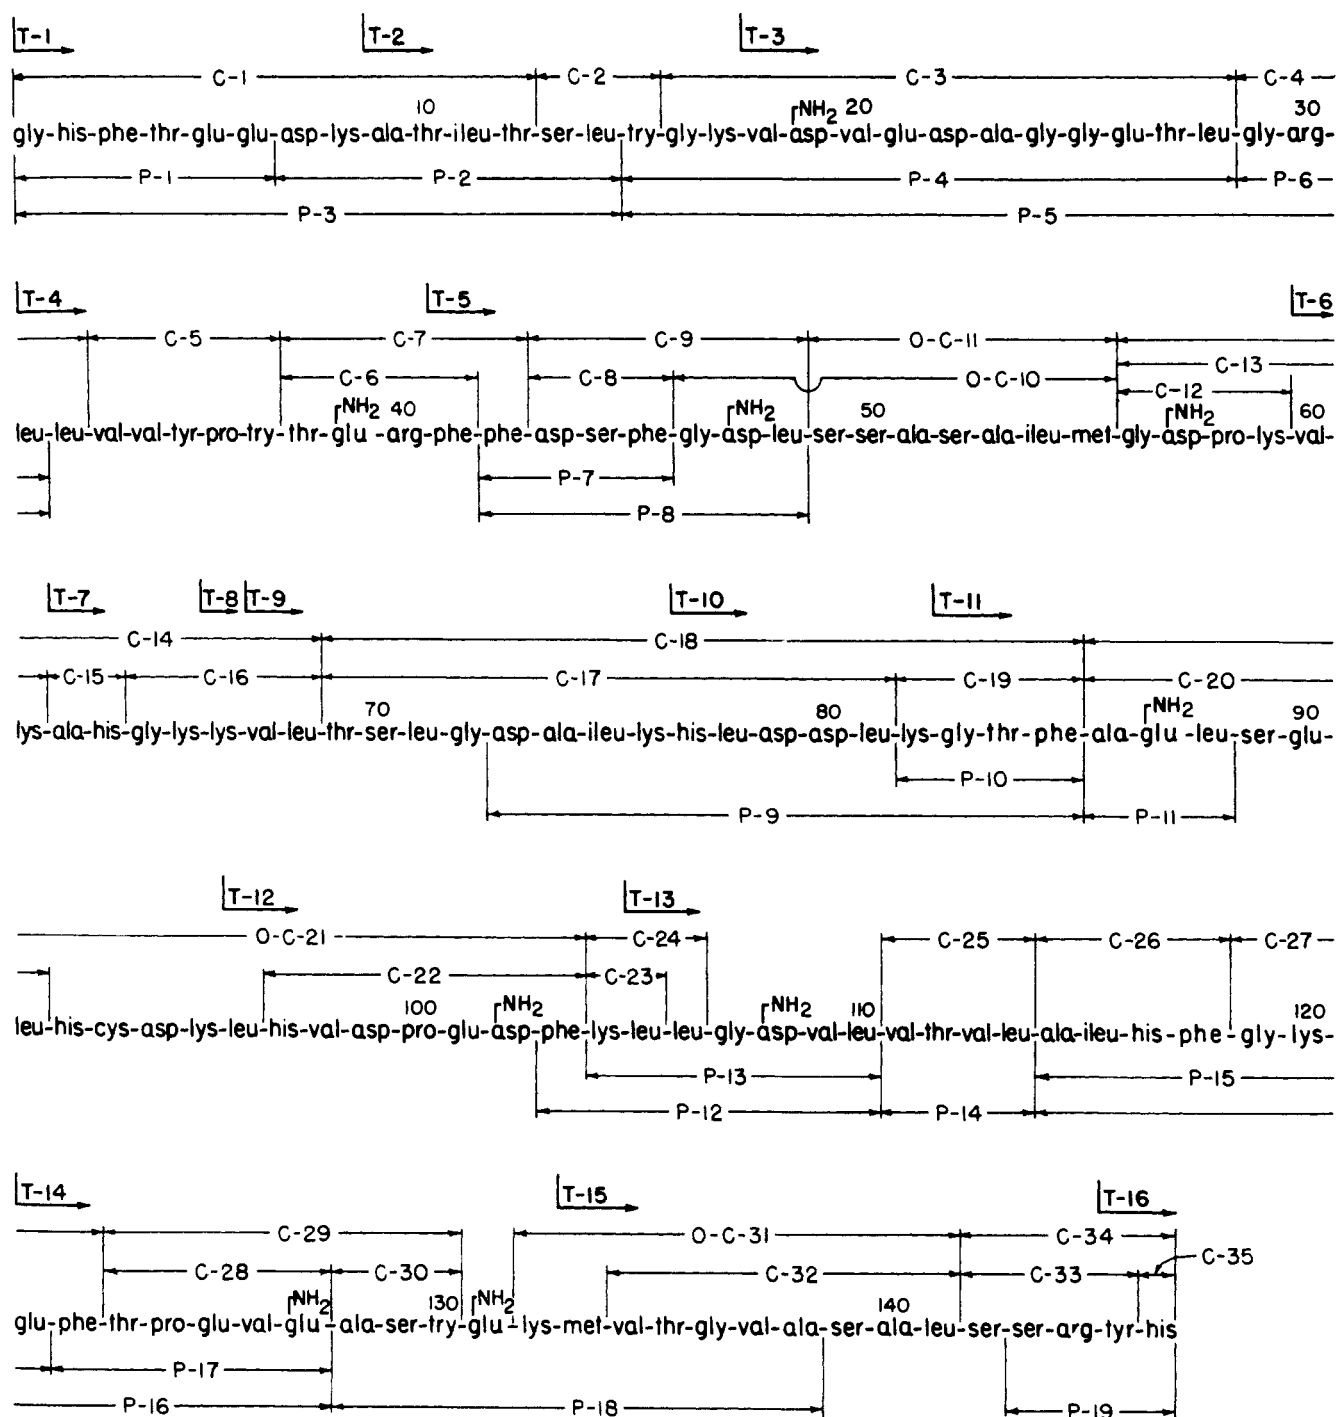 T-1 T-2 T-3
C-1 C-2 C-3 C-4
10 NH2 20 30
gly-his-phe-thr-glu-glu-asp-lys-ala-thr-ileu-thr-ser-leu-try-gly-lys-val-asp-val-glu-asp-ala-gly-gly-glu-thr-leu-gly-arg-
P-1 P-2 P-4 P-6
P-3 P-5
T-4 T-5 T-6
C-5 C-7 C-9 O-C-11
C-6 C-8 O-C-10 C-13
C-12
NH2 40 NH2 50 NH2 60
leu-leu-val-val-tyr-pro-try-thr-glu-arg-phe-phe-asp-ser-phe-gly-asp-leu-ser-ser-ala-ser-ala-ileu-met-gly-asp-pro-lys-val-
P-7
P-8
T-7 T-8 T-9 T-10 T-11
C-14 C-18
C-15 C-16 C-17 C-19 C-20
70 80 NH2 90
lys-ala-his-gly-lys-lys-val-leu-thr-ser-leu-gly-asp-ala-ileu-lys-his-leu-asp-asp-leu-lys-gly-thr-phe-ala-glu-leu-ser-glu-
P-10
P-9 P-11
T-12 T-13
O-C-21 C-24 C-25 C-26 C-27
C-22 C-23
100 NH2 NH2 110 120
leu-his-cys-asp-lys-leu-his-val-asp-pro-glu-asp-phe-lys-leu-leu-gly-asp-val-leu-val-thr-val-leu-ala-ileu-his-phe-gly-lys-
P-13 P-15
P-12 P-14
T-14 T-15 T-16
C-29 O-C-31 C-34
C-28 C-30 C-32 C-33 C-35
NH2 130 NH2 140
glu-phe-thr-pro-glu-val-glu-ala-ser-try-glu-lys-met-val-thr-gly-val-ala-ser-ala-leu-ser-ser-arg-tyr-his
P-17
P-16 P-18 P-19